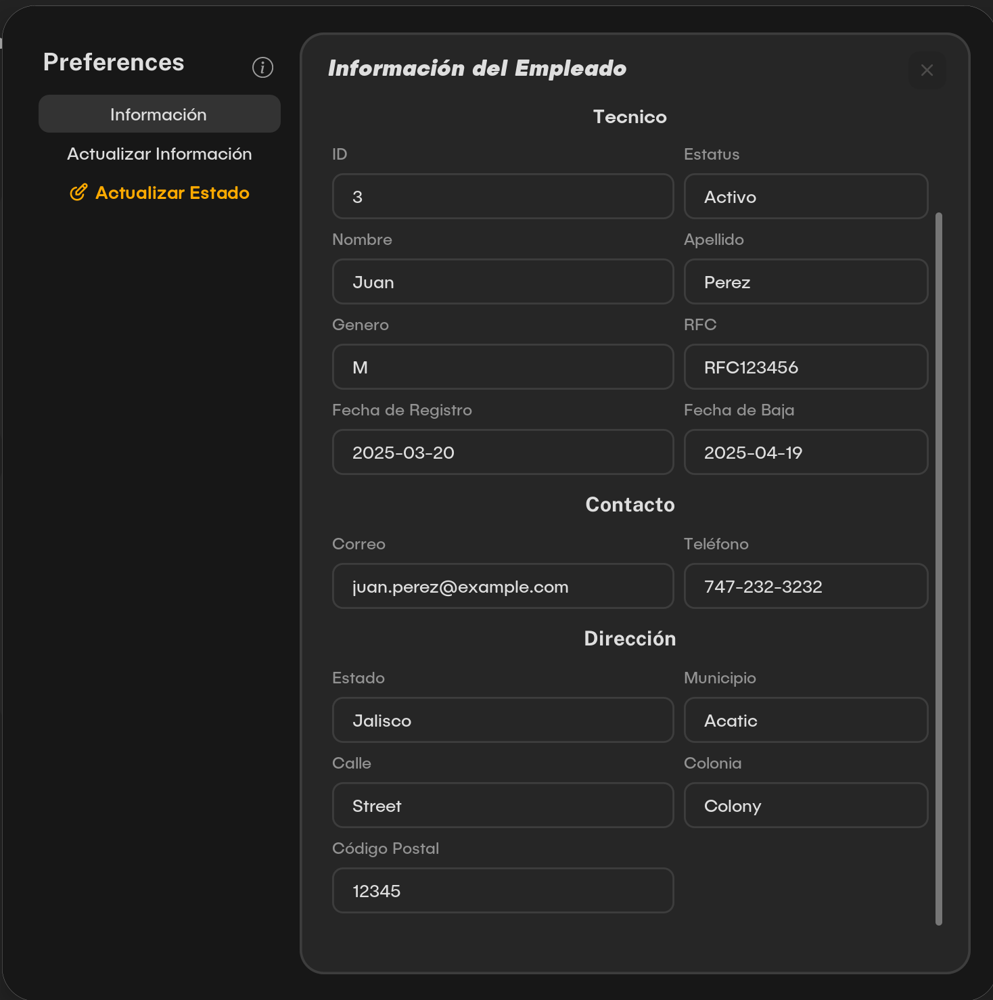 Preferences
Información
Actualizar Información
Actualizar Estado
Información del Empleado
Tecnico
ID
Estatus
3
Activo
Nombre
Apellido
Juan
Perez
Genero
RFC
M
RFC123456
Fecha de Registro
Fecha de Baja
2025-03-20
2025-04-19
Contacto
Correo
Teléfono
juan.perez@example.com
747-232-3232
Dirección
Estado
Municipio
Jalisco
Acatic
Calle
Colonia
Street
Colony
Código Postal
12345